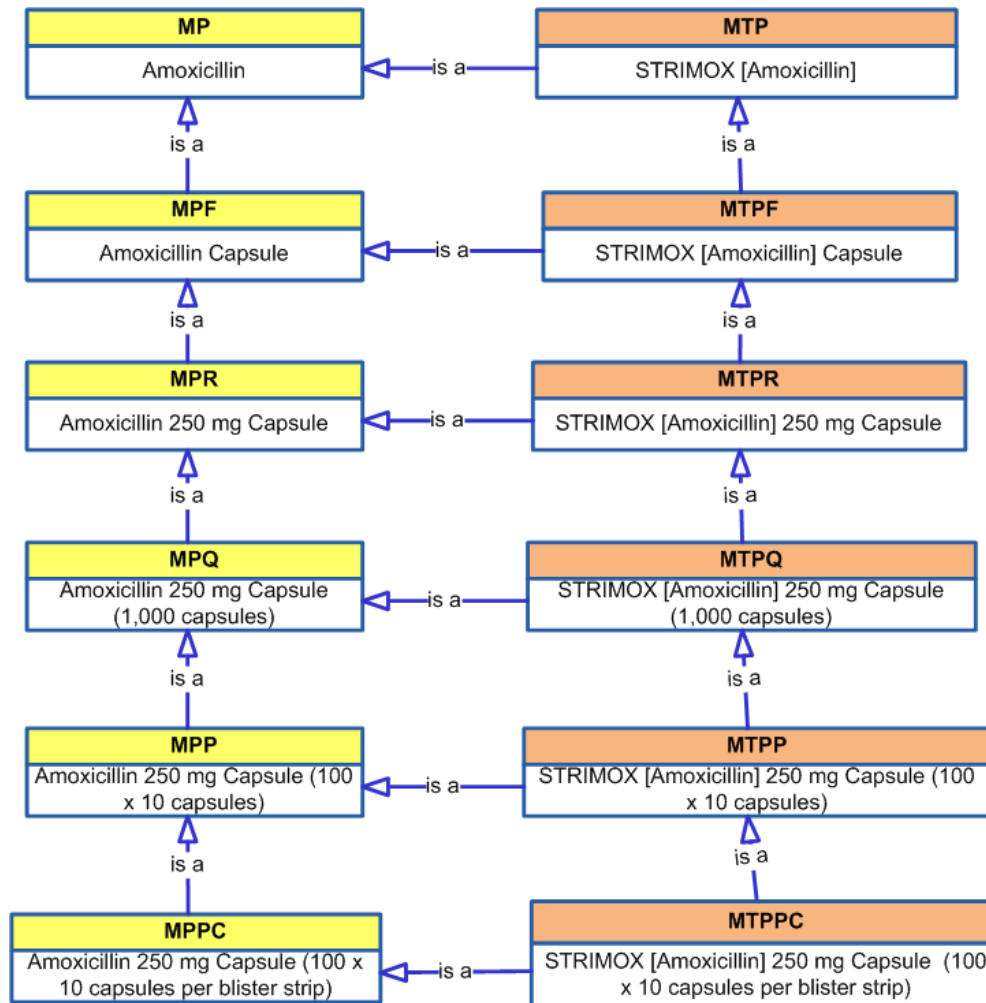 MP
Amoxicillin
is a
MTP
STRIMOX [Amoxicillin]
is a
is a
MPF
Amoxicillin Capsule
is a
MTPF
STRIMOX [Amoxicillin] Capsule
is a
is a
MPR
Amoxicillin 250 mg Capsule
is a
MTPR
STRIMOX [Amoxicillin] 250 mg Capsule
is a
is a
MPQ
Amoxicillin 250 mg Capsule
(1,000 capsules)
is a
MTPQ
STRIMOX [Amoxicillin] 250 mg Capsule
(1,000 capsules)
is a
is a
MPP
Amoxicillin 250 mg Capsule (100
x 10 capsules)
is a
MTPP
STRIMOX [Amoxicillin] 250 mg Capsule (100
x 10 capsules)
is a
is a
MPPC
Amoxicillin 250 mg Capsule (100 x
10 capsules per blister strip)
is a
MTPPC
STRIMOX [Amoxicillin] 250 mg Capsule (100
x 10 capsules per blister strip)